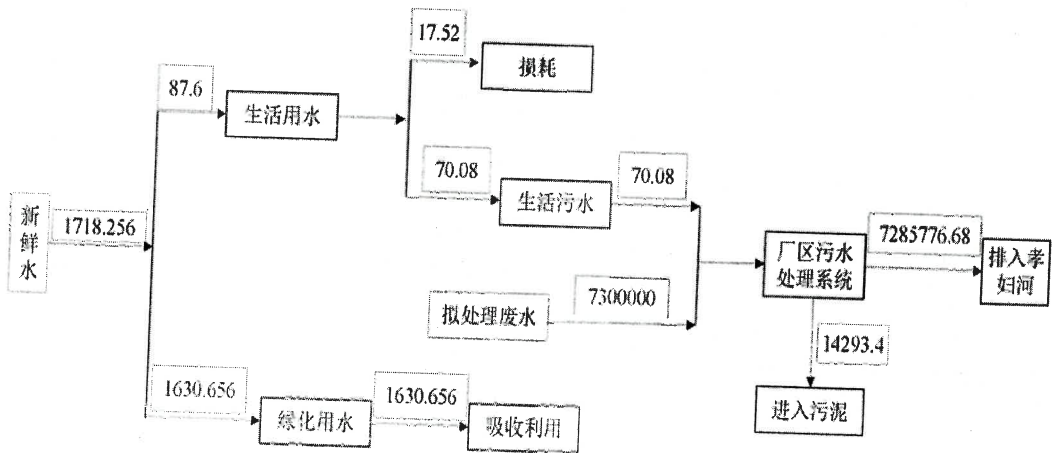 17.52
损耗
87.6
生活用水
70.08
70.08
生活污水
新
鲜
水
1718.256
7285776.68
厂区污水
处理系统
排入孝
妇河
拟处理废水
7300000
14293.4
1630.656
1630.656
绿化用水
吸收利用
进入污泥